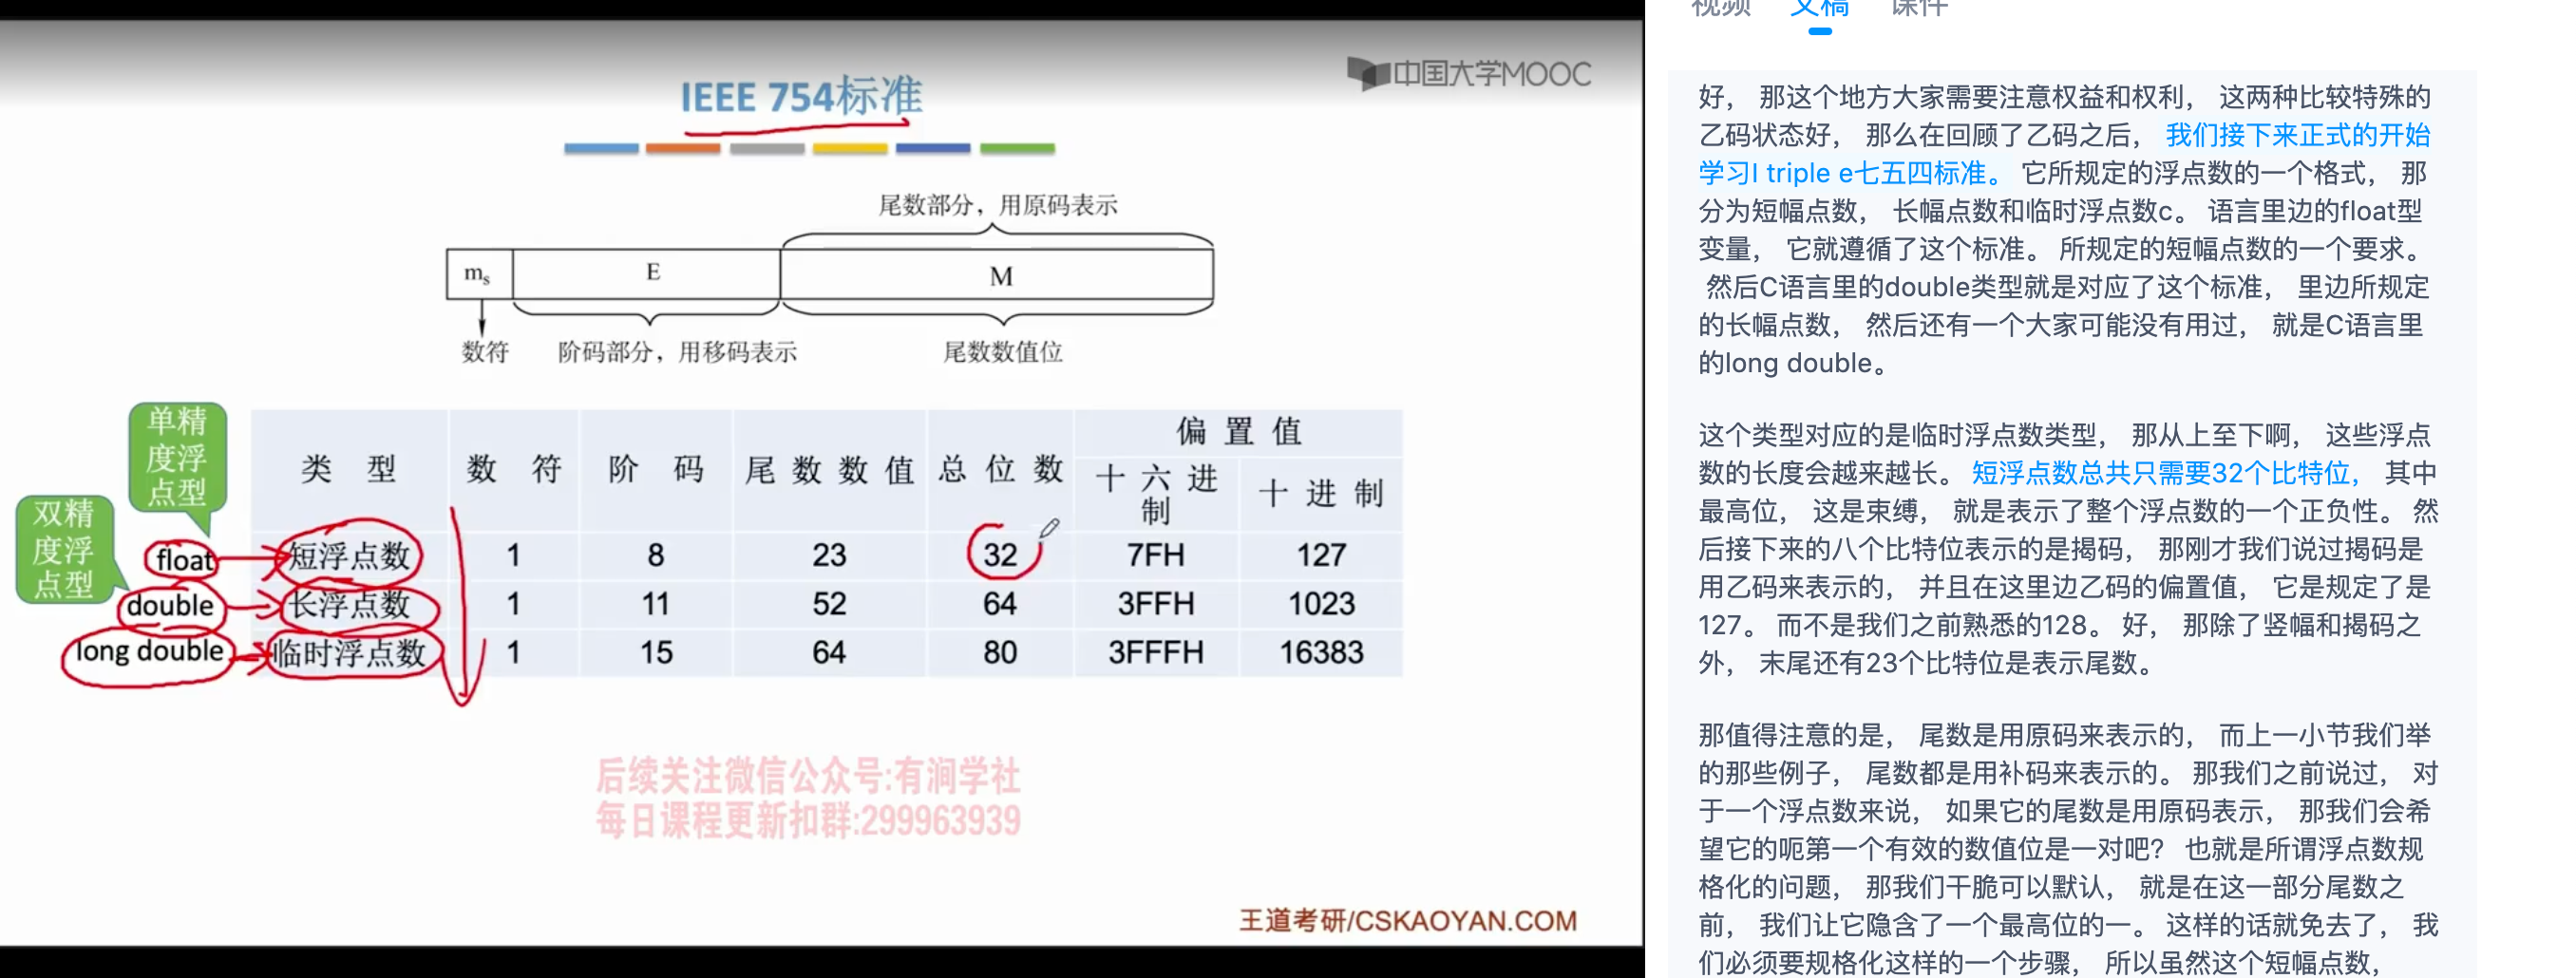 中国大学MOOC
IEEE 754标准
尾数部分，用原码表示
ms E M
数符 阶码部分，用移码表示 尾数数值位
单精
度浮
点型
双精
度浮
点型
float
double
long double
偏置值
类型 数符 阶码 尾数数值 总位数 十六进制 十进制
短浮点数 1 8 23 32 7FH 127
长浮点数 1 11 52 64 3FFH 1023
临时浮点数 1 15 64 80 3FFFH 16383
后续关注微信公众号:有涧学社
每日课程更新扣群:299963939
王道考研/CSKAOYAN.COM
视频 文稿 课件
好， 那这个地方大家需要注意权益和权利， 这两种比较特殊的
乙码状态好， 那么在回顾了乙码之后， 我们接下来正式的开始
学习I triple e七五四标准。 它所规定的浮点数的一个格式， 那
分为短幅点数， 长幅点数和临时浮点数c。 语言里边的float型
变量， 它就遵循了这个标准。 所规定的短幅点数的一个要求。
然后C语言里的double类型就是对应了这个标准， 里边所规定
的长幅点数， 然后还有一个大家可能没有用过， 就是C语言里
的long double。
这个类型对应的是临时浮点数类型， 那从上至下啊， 这些浮点
数的长度会越来越长。 短浮点数总共只需要32个比特位， 其中
最高位， 这是束缚， 就是表示了整个浮点数的一个正负性。 然
后接下来的八个比特位表示的是揭码， 那刚才我们说过揭码是
用乙码来表示的， 并且在这里边乙码的偏置值， 它是规定了是
127。 而不是我们之前熟悉的128。 好， 那除了竖幅和揭码之
外， 末尾还有23个比特位是表示尾数。
那值得注意的是， 尾数是用原码来表示的， 而上一小节我们举
的那些例子， 尾数都是用补码来表示的。 那我们之前说过， 对
于一个浮点数来说， 如果它的尾数是用原码表示， 那我们会希
望它的呃第一个有效的数值位是一对吧？ 也就是所谓浮点数规
格化的问题， 那我们干脆可以默认， 就是在这一部分尾数之
前， 我们让它隐含了一个最高位的一。 这样的话就免去了， 我
们必须要规格化这样的一个步骤， 所以虽然这个短幅点数，